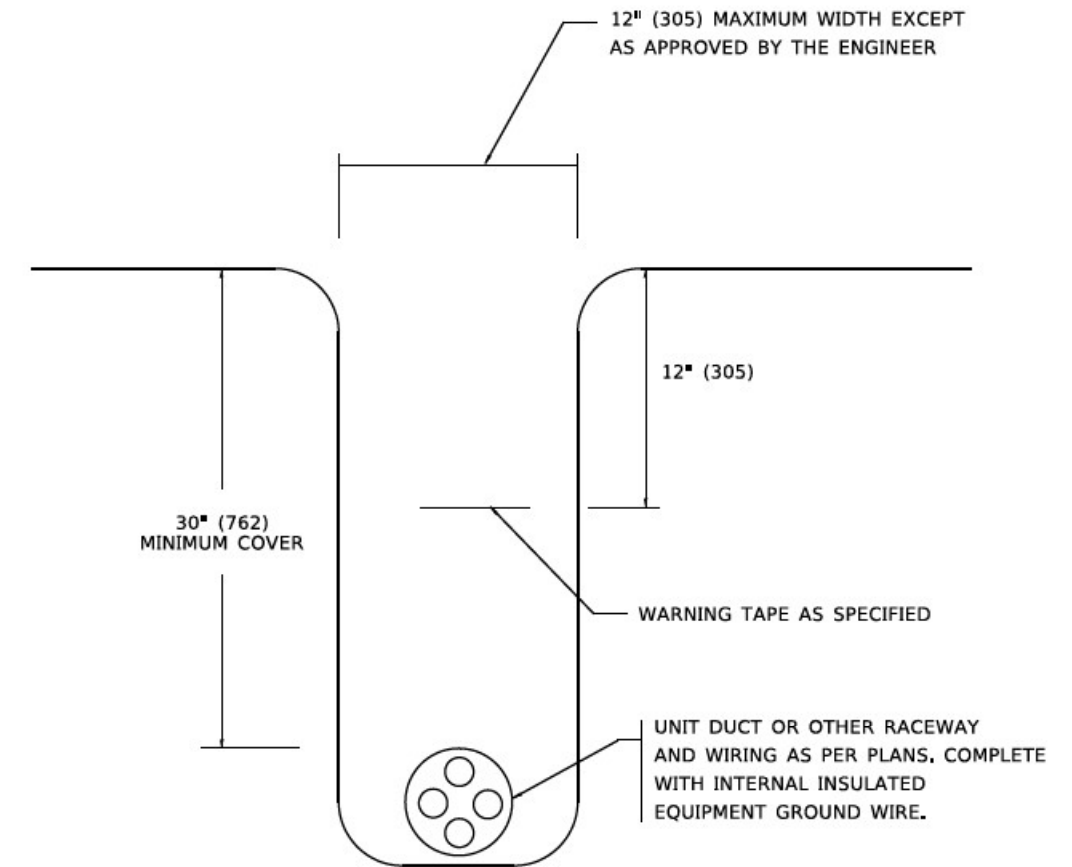 12" (305) MAXIMUM WIDTH EXCEPT
AS APPROVED BY THE ENGINEER
12" (305)
30" (762)
MINIMUM COVER
WARNING TAPE AS SPECIFIED
UNIT DUCT OR OTHER RACEWAY
AND WIRING AS PER PLANS. COMPLETE
WITH INTERNAL INSULATED
EQUIPMENT GROUND WIRE.